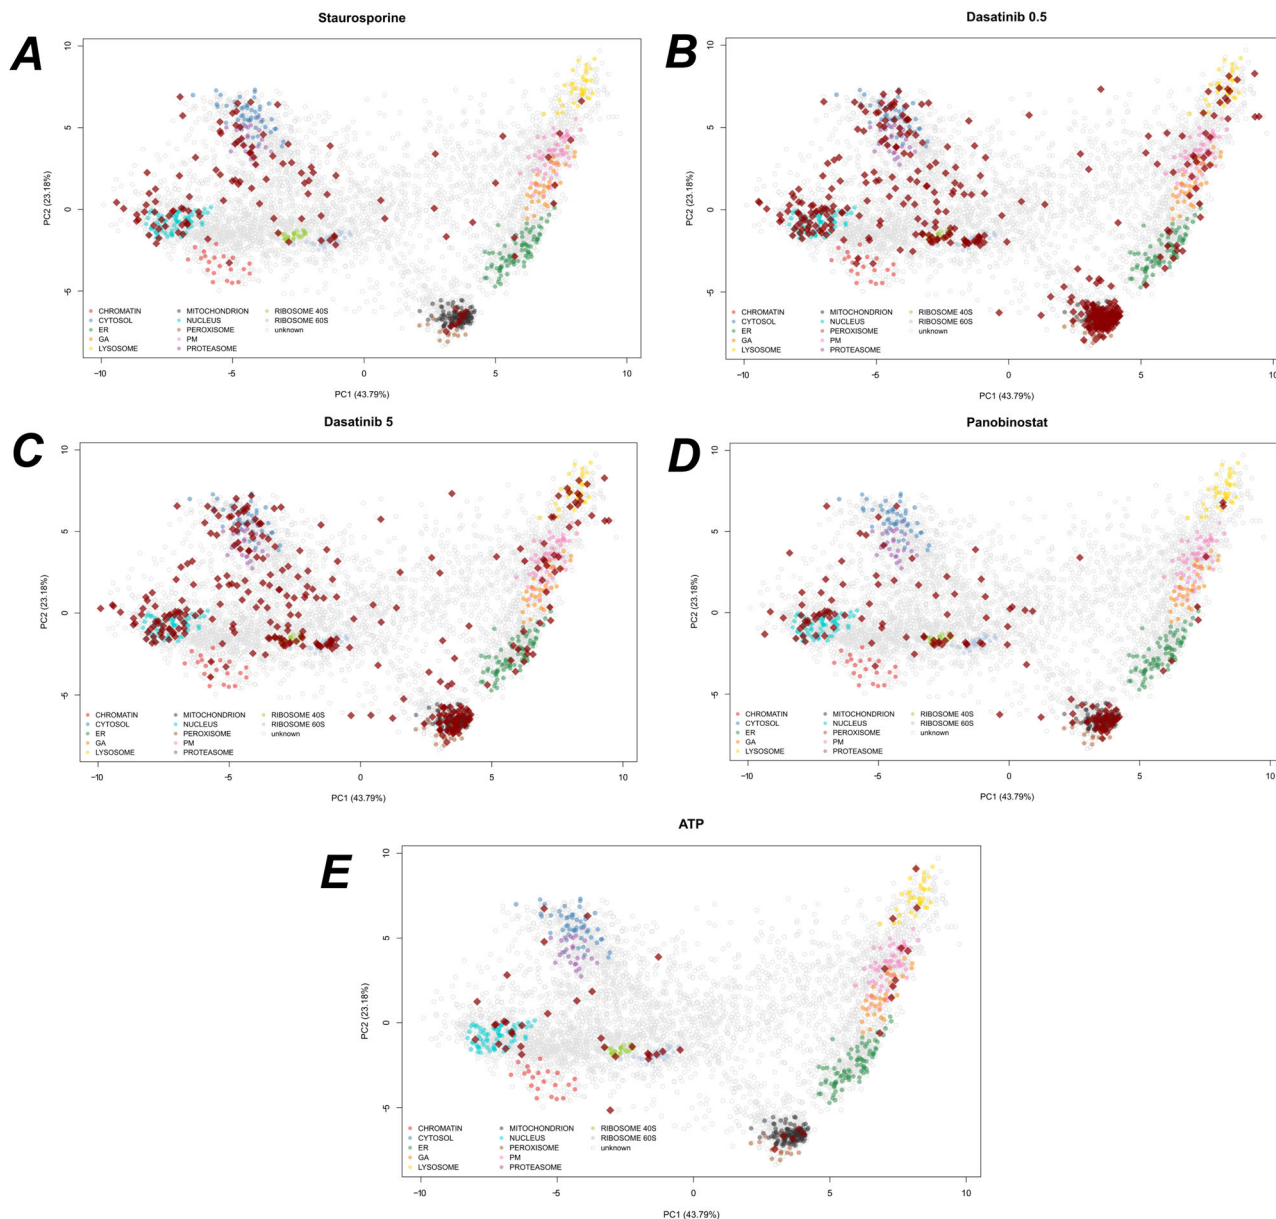 Staurosporine
A
PC2 (23.18%)
10
5
0
−5
CHROMATIN MITOCHONDRION RIBOSOME 40S
CYTOSOL NUCLEUS RIBOSOME 60S
ER PEROXISOME unknown
GA PM
LYSOSOME PROTEASOME
−10 −5 0 5 10
PC1 (43.79%)
Dasatinib 0.5
B
PC2 (23.18%)
10
5
0
−5
CHROMATIN MITOCHONDRION RIBOSOME 40S
CYTOSOL NUCLEUS RIBOSOME 60S
ER PEROXISOME unknown
GA PM
LYSOSOME PROTEASOME
−10 −5 0 5 10
PC1 (43.79%)
Dasatinib 5
C
PC2 (23.18%)
10
5
0
−5
CHROMATIN MITOCHONDRION RIBOSOME 40S
CYTOSOL NUCLEUS RIBOSOME 60S
ER PEROXISOME unknown
GA PM
LYSOSOME PROTEASOME
−10 −5 0 5 10
PC1 (43.79%)
Panobinostat
D
PC2 (23.18%)
10
5
0
−5
CHROMATIN MITOCHONDRION RIBOSOME 40S
CYTOSOL NUCLEUS RIBOSOME 60S
ER PEROXISOME unknown
GA PM
LYSOSOME PROTEASOME
−10 −5 0 5 10
PC1 (43.79%)
ATP
E
PC2 (23.18%)
10
5
0
−5
CHROMATIN MITOCHONDRION RIBOSOME 40S
CYTOSOL NUCLEUS RIBOSOME 60S
ER PEROXISOME unknown
GA PM
LYSOSOME PROTEASOME
−10 −5 0 5 10
PC1 (43.79%)